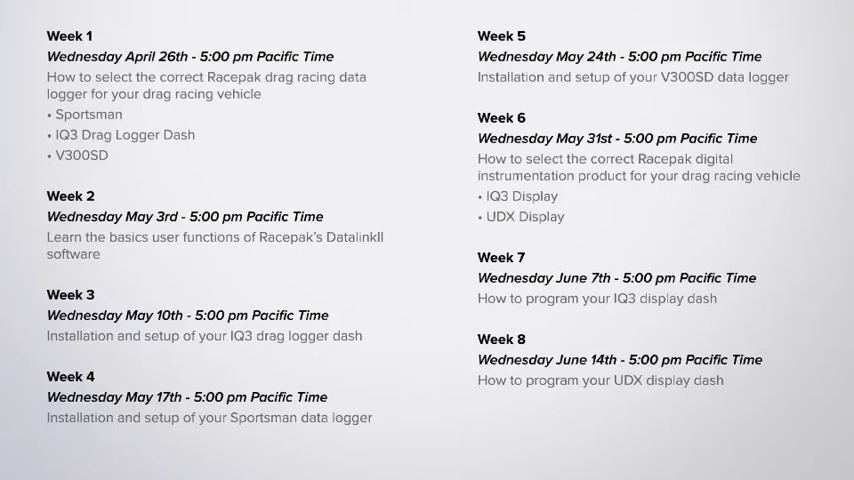 Week 1
Wednesday April 26th - 5:00 pm Pacific Time
How to select the correct Racepak drag racing data
logger for your drag racing vehicle
• Sportsman
• IQ3 Drag Logger Dash
• V300SD
Week 2
Wednesday May 3rd - 5:00 pm Pacific Time
Learn the basics user functions of Racepak's DatalinkII
software
Week 3
Wednesday May 10th - 5:00 pm Pacific Time
Installation and setup of your IQ3 drag logger dash
Week 4
Wednesday May 17th - 5:00 pm Pacific Time
Installation and setup of your Sportsman data logger
Week 5
Wednesday May 24th - 5:00 pm Pacific Time
Installation and setup of your V300SD data logger
Week 6
Wednesday May 31st - 5:00 pm Pacific Time
How to select the correct Racepak digital
instrumentation product for your drag racing vehicle
• IQ3 Display
• UDX Display
Week 7
Wednesday June 7th - 5:00 pm Pacific Time
How to program your IQ3 display dash
Week 8
Wednesday June 14th - 5:00 pm Pacific Time
How to program your UDX display dash